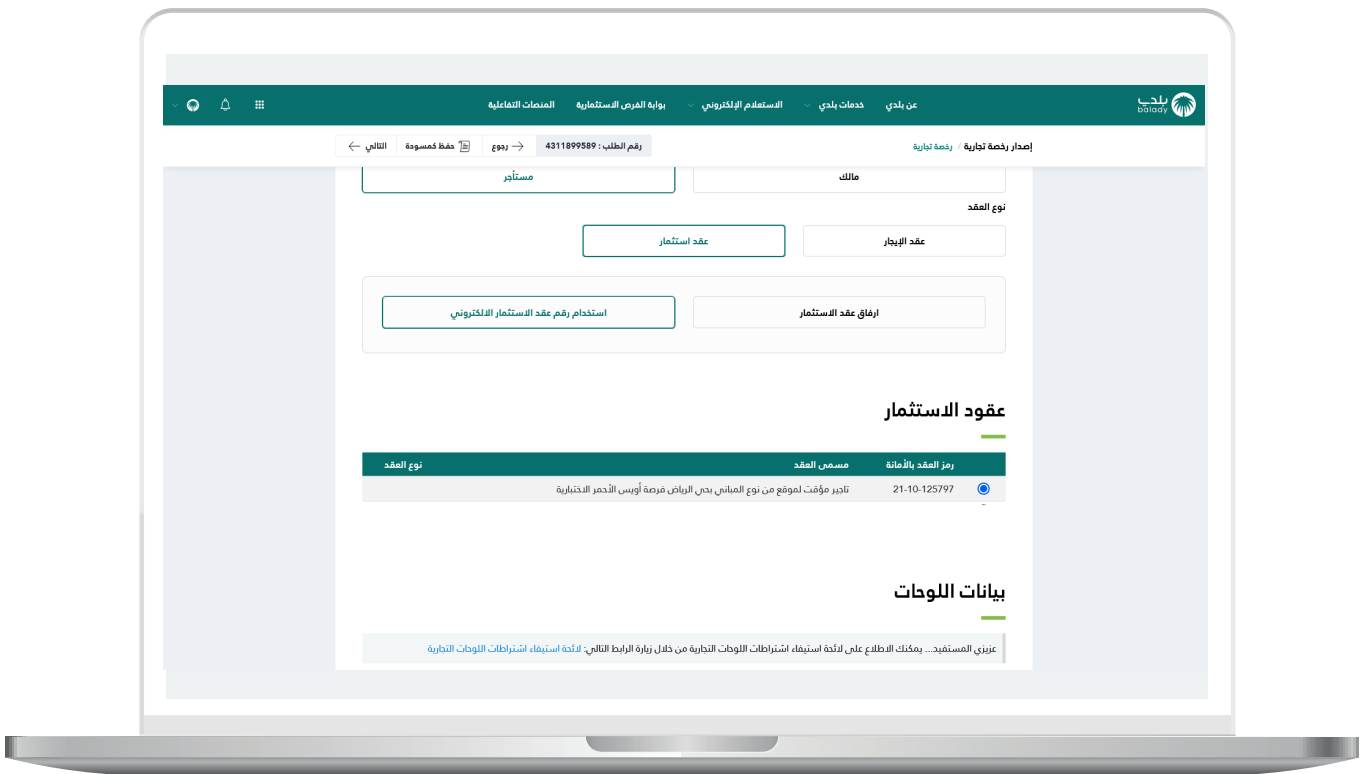 بلدي
balady
عن بلدي خدمات بلدي الاستعلام الإلكتروني بوابة الفرص الاستثمارية المنصات التفاعلية
إصدار رخصة تجارية / رخصة تجارية رقم الطلب : 4311899589 رجوع حفظ كمسودة التالي
مالك مستأجر
نوع العقد
عقد الإيجار عقد استثمار
ارفاق عقد الاستثمار استخدام رقم عقد الاستثمار الالكتروني
عقود الاستثمار
رمز العقد بالأمانة مسمى العقد نوع العقد
21-10-125797 تاجير مؤقت لموقع من نوع المباني بحي الرياض فرصة أويس الأحمر الاختبارية
بيانات اللوحات
عزيزي المستفيد... يمكنك الاطلاع على لائحة استيفاء اشتراطات اللوحات التجارية من خلال زيارة الرابط التالي: لائحة استيفاء اشتراطات اللوحات التجارية